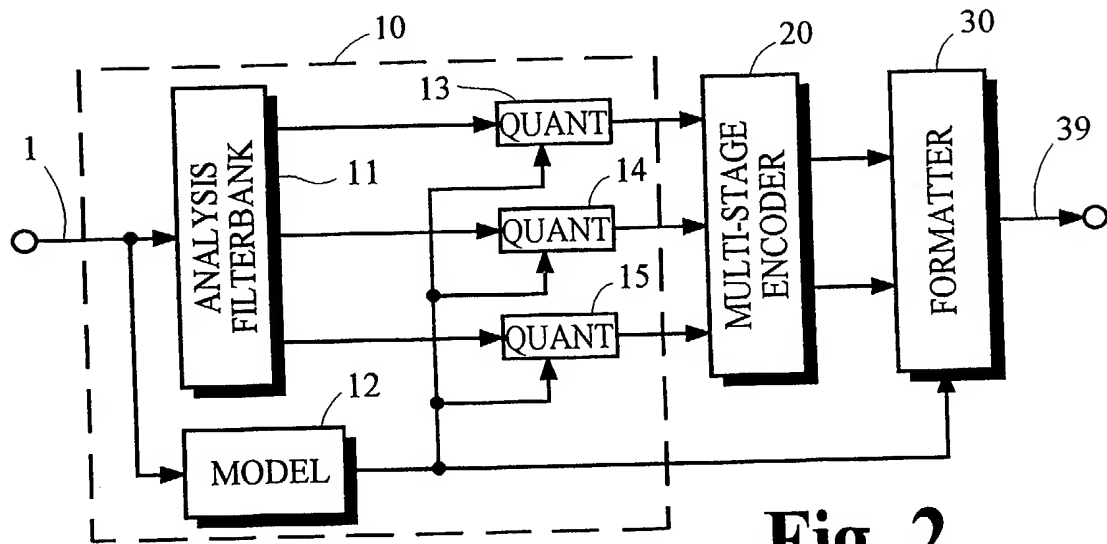 10
20
30
13
QUANT
1
ANALYSIS
FILTERBANK
11
14
QUANT
MULTI-STAGE
ENCODER
FORMATTER
39
15
QUANT
12
MODEL
Fig. 2